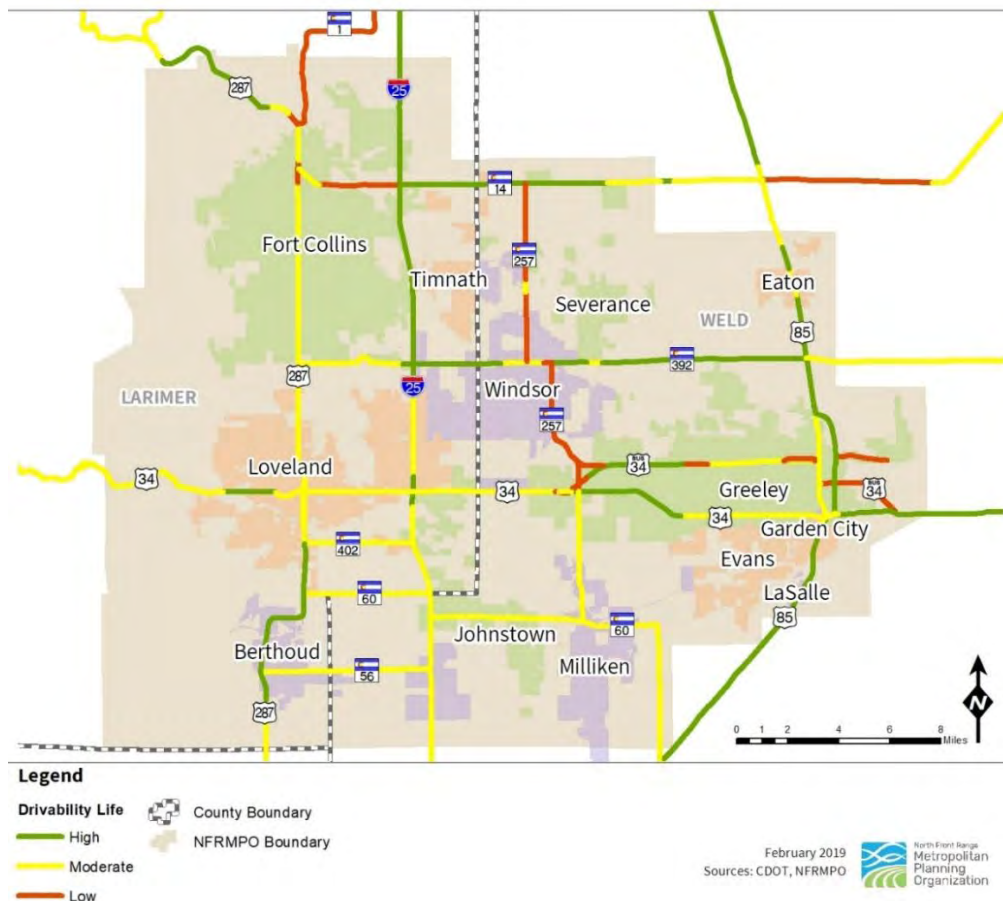 1
287
25
14
Fort Collins
257
Timnath
Eaton
Severance
WELD
85
287
25
392
LARIMER
Windsor
257
Loveland
BUS
34
34
34
Greeley
BUS
34
34
Garden City
402
Evans
60
LaSalle
85
Johnstown
60
Berthoud
56
Milliken
287
N
0 1 2 4 6 8
Miles
Legend
Drivability Life
County Boundary
High
NFRMPO Boundary
Moderate
Low
February 2019
Sources: CDOT, NFRMPO
North Front Range
Metropolitan
Planning
Organization